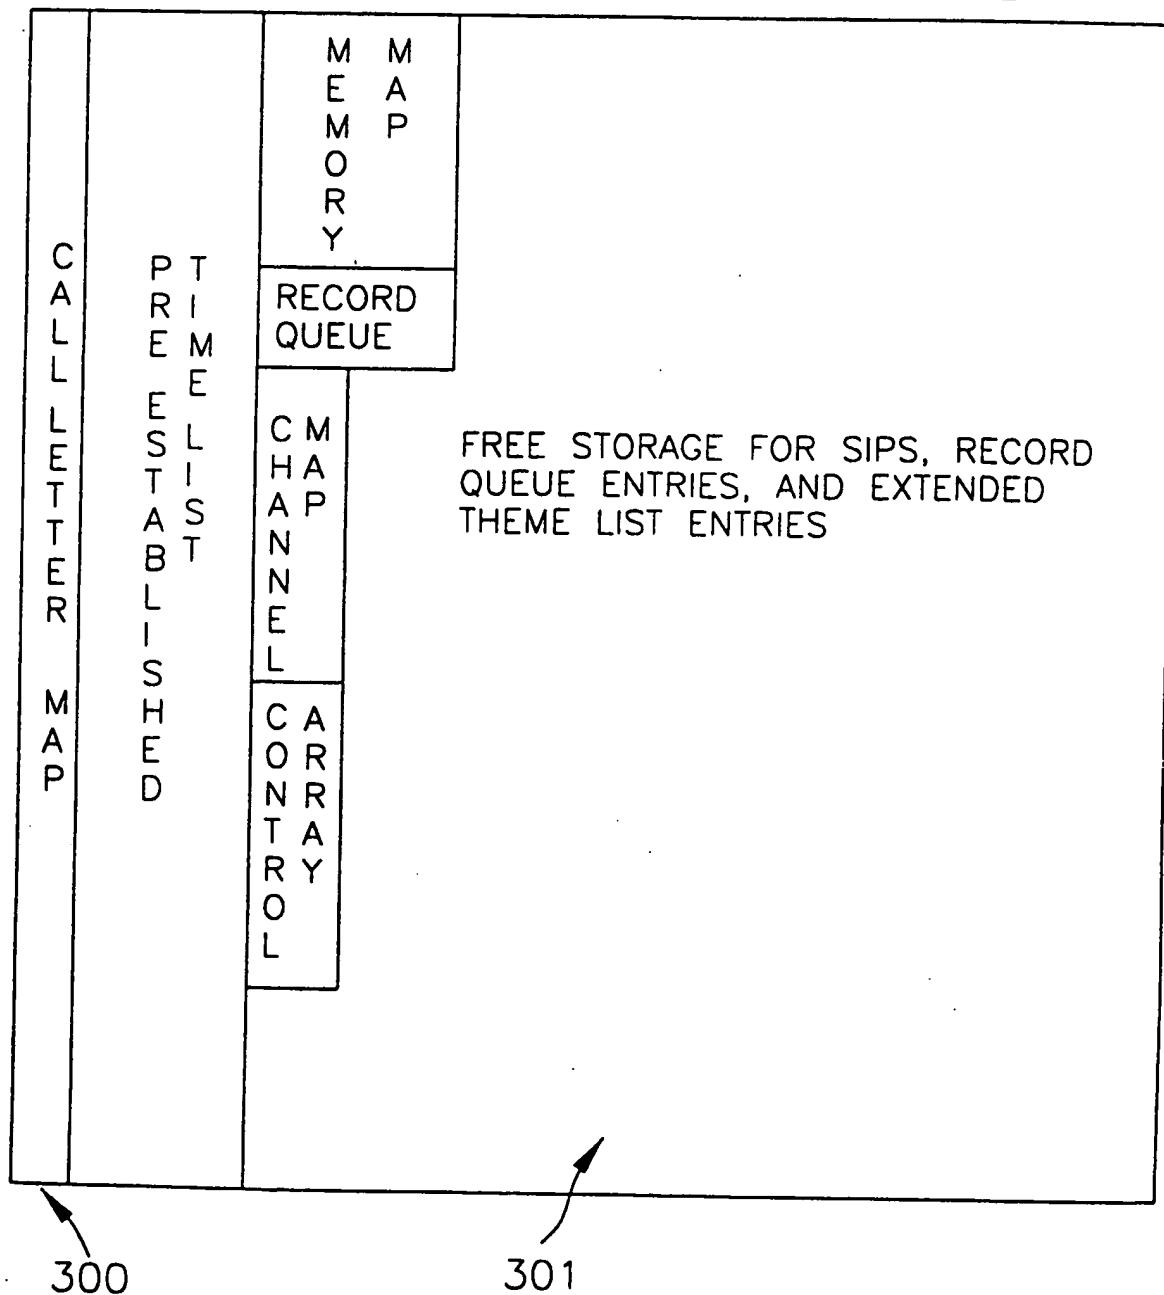 CALL LETTER MAP
PRE ESTABLISHED
TIME LIST
MEMORY
MAP
RECORD
QUEUE
CHANNEL
MAP
CONTROL
ARRAY
FREE STORAGE FOR SIPS, RECORD
QUEUE ENTRIES, AND EXTENDED
THEME LIST ENTRIES
300
301